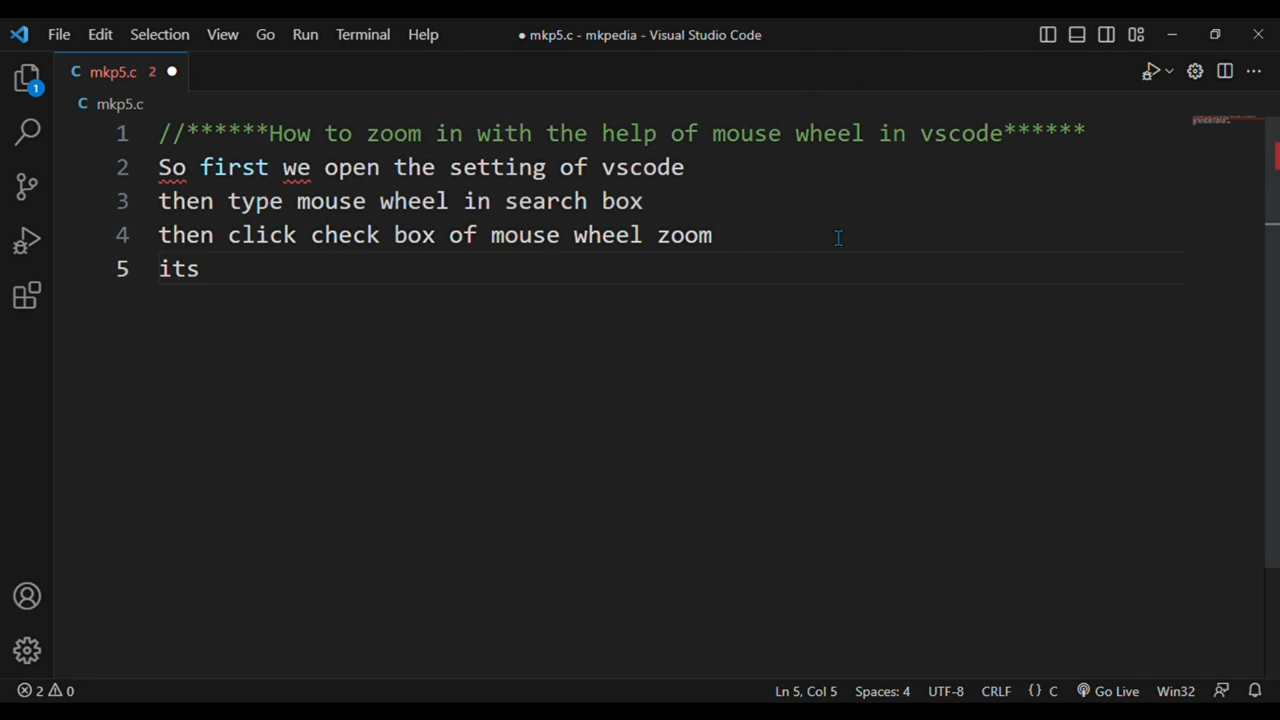 File Edit Selection View Go Run Terminal Help ● mkp5.c - mkpedia - Visual Studio Code
C mkp5.c 2 ●
1
C mkp5.c
1 //******How to zoom in with the help of mouse wheel in vscode******
2 So first we open the setting of vscode
3 then type mouse wheel in search box
4 then click check box of mouse wheel zoom
5 its
2 0 Ln 5, Col 5 Spaces: 4 UTF-8 CRLF {} C Go Live Win32